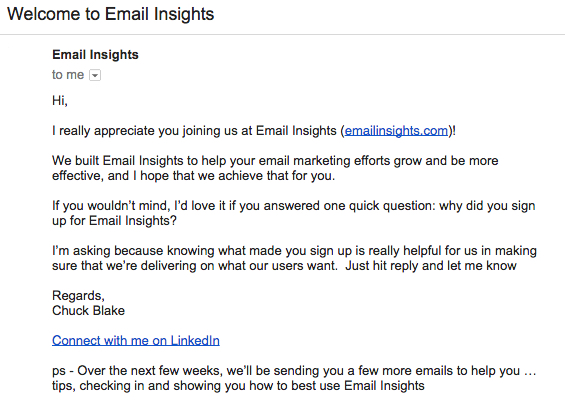 Welcome to Email Insights
Email Insights
to me
Hi,
I really appreciate you joining us at Email Insights (emailinsights.com)!
We built Email Insights to help your email marketing efforts grow and be more
effective, and I hope that we achieve that for you.
If you wouldn't mind, I'd love it if you answered one quick question: why did you sign
up for Email Insights?
I'm asking because knowing what made you sign up is really helpful for us in making
sure that we're delivering on what our users want.  Just hit reply and let me know
Regards,
Chuck Blake
Connect with me on LinkedIn
ps - Over the next few weeks, we'll be sending you a few more emails to help you …
tips, checking in and showing you how to best use Email Insights